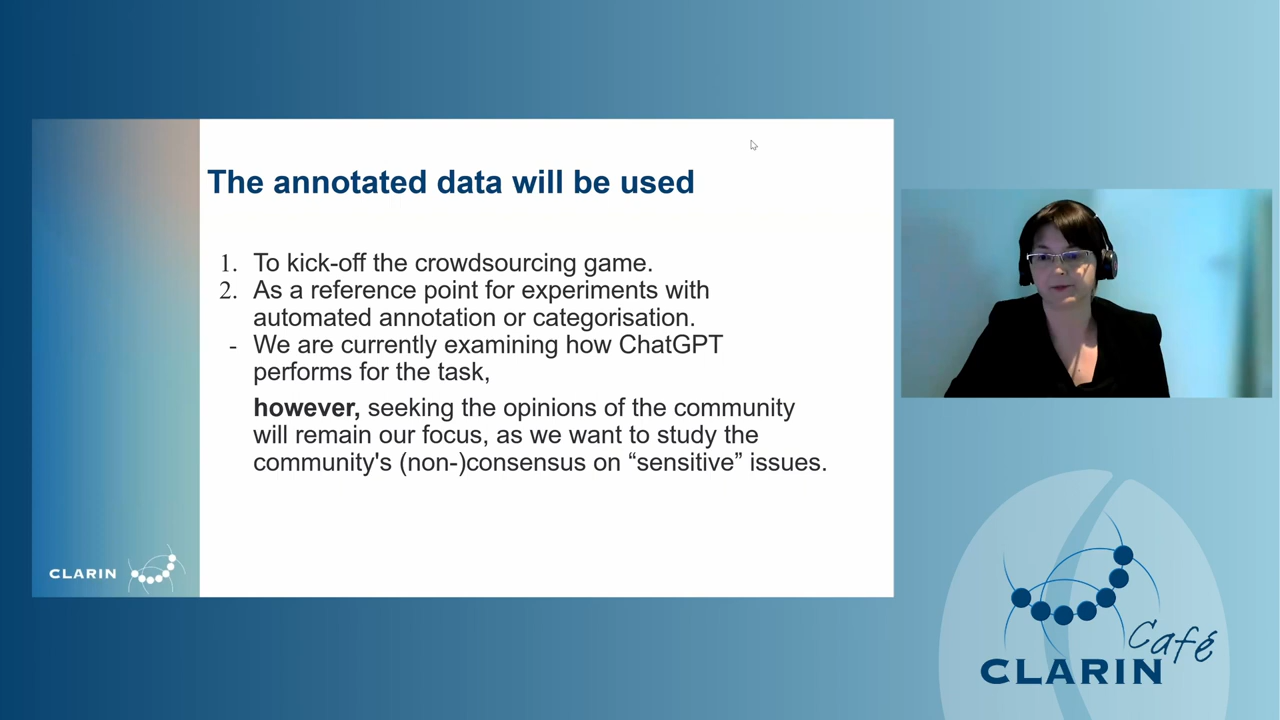 The annotated data will be used
1. To kick-off the crowdsourcing game.
2. As a reference point for experiments with
automated annotation or categorisation.
- We are currently examining how ChatGPT
performs for the task,
however, seeking the opinions of the community
will remain our focus, as we want to study the
community's (non-)consensus on “sensitive” issues.
CLARIN
Café
CLARIN